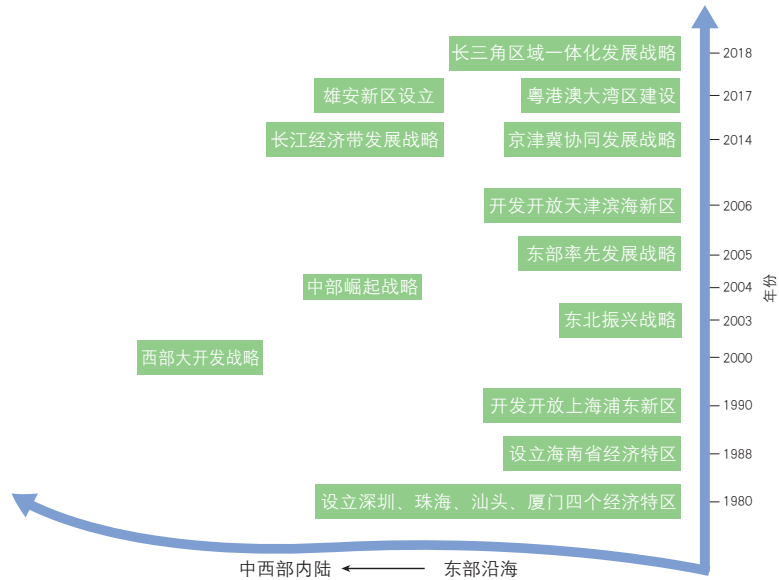 长三角区域一体化发展战略
2018
雄安新区设立
粤港澳大湾区建设
2017
长江经济带发展战略
京津冀协同发展战略
2014
开发开放天津滨海新区
2006
东部率先发展战略
2005
中部崛起战略
2004
年份
东北振兴战略
2003
西部大开发战略
2000
开发开放上海浦东新区
1990
设立海南省经济特区
1988
设立深圳、珠海、汕头、厦门四个经济特区
1980
中西部内陆
东部沿海